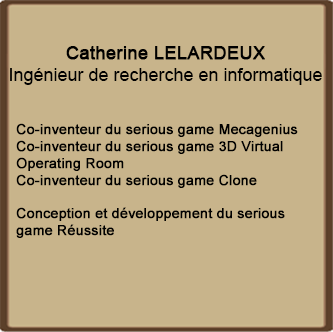 Catherine LELARDEUX
Ingénieur de recherche en informatique
Co-inventeur du serious game Mecagenius
Co-inventeur du serious game 3D Virtual
Operating Room
Co-inventeur du serious game Clone
Conception et développement du serious
game Réussite